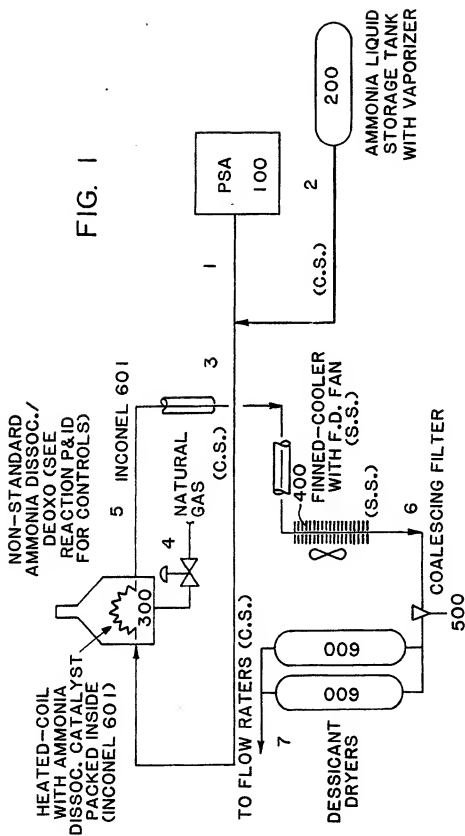 FIG. 1
NON-STANDARD
AMMONIA DISSOC./
DEOXO (SEE
REACTION P&ID
FOR CONTROLS)
HEATED-COIL
WITH AMMONIA
DISSOC. CATALYST
PACKED INSIDE
(INCONEL 601)
300
5 INCONEL 601
4
NATURAL
GAS
3
(C.S.)
1
PSA
100
2
(C.S.)
200
AMMONIA LIQUID
STORAGE TANK
WITH VAPORIZER
TO FLOW RATERS (C.S.)
7
400
FINNED-COOLER
WITH F.D. FAN
(S.S.)
(S.S.)
6
COALESCING FILTER
500
600
600
DESSICANT
DRYERS